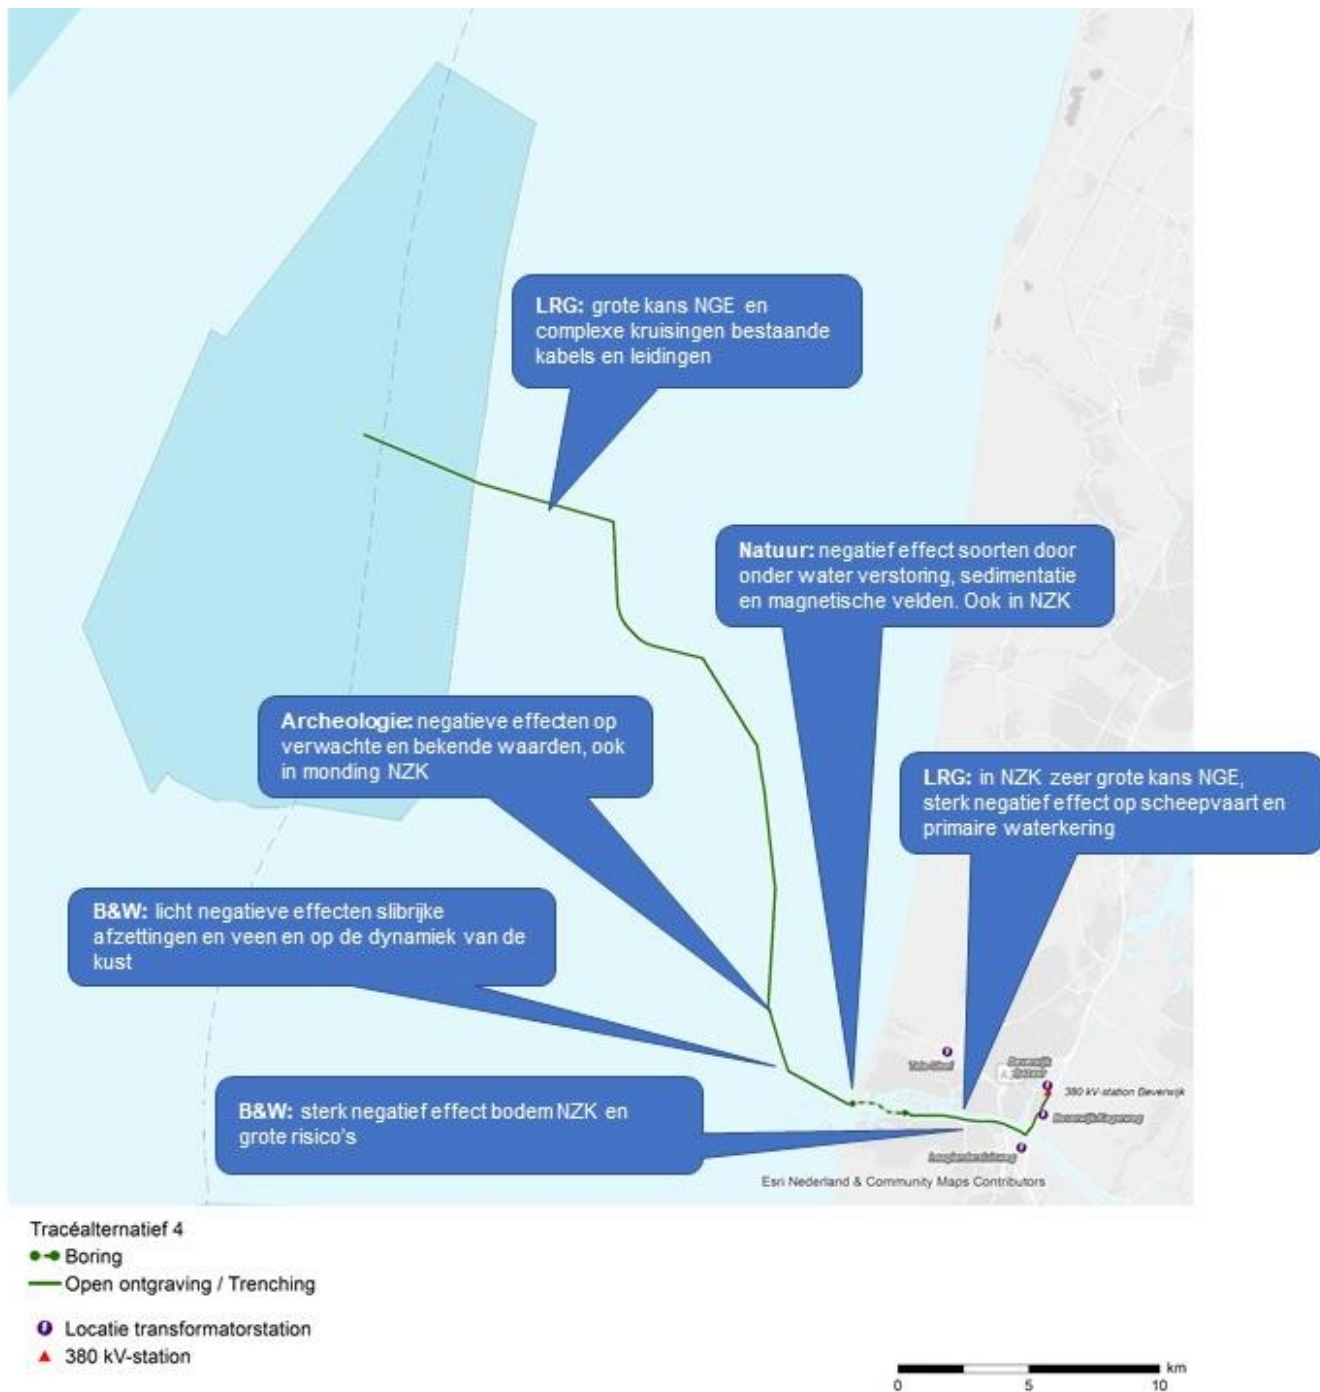 LRG: grote kans NGE en
complexe kruisingen bestaande
kabels en leidingen
Natuur: negatief effect soorten door
onder water verstoring, sedimentatie
en magnetische velden. Ook in NZK
Archeologie: negatieve effecten op
verwachte en bekende waarden, ook
in monding NZK
LRG: in NZK zeer grote kans NGE,
sterk negatief effect op scheepvaart en
primaire waterkering
B&W: licht negatieve effecten slibrijke
afzettingen en veen en op de dynamiek van de
kust
B&W: sterk negatief effect bodem NZK en
grote risico's
Beverwijk
380 kV-station Beverwijk
Esri Nederland & Community Maps Contributors
Tracéalternatief 4
Boring
Open ontgraving / Trenching
Locatie transformatorstation
380 kV-station
km
0 5 10